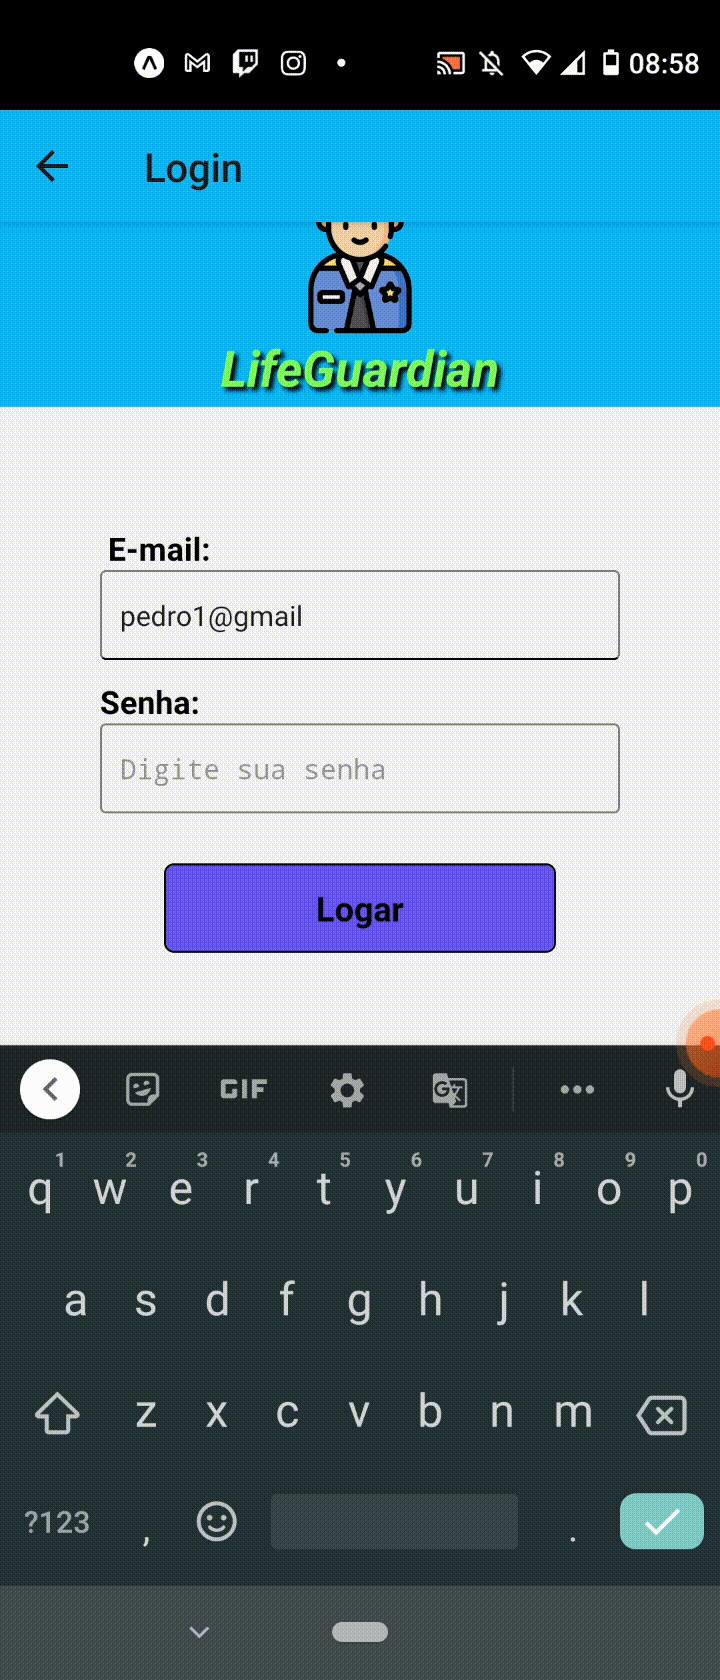 08:58
Login
LifeGuardian
E-mail:
pedro1@gmail
Senha:
Digite sua senha
Logar
GIF
1 2 3 4 5 6 7 8 9 0
q w e r t y u i o p
a s d f g h j k l
z x c v b n m
?123 , .